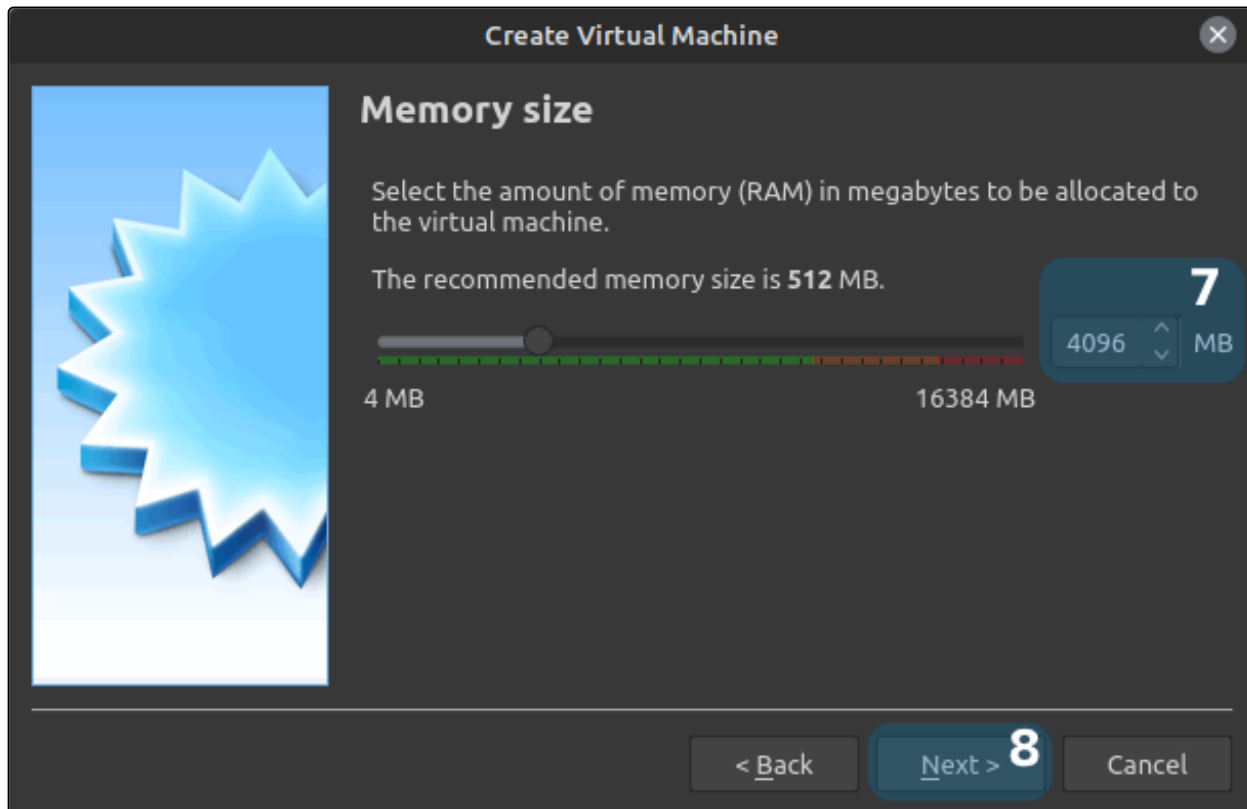 Create Virtual Machine
Memory size
Select the amount of memory (RAM) in megabytes to be allocated to
the virtual machine.
The recommended memory size is 512 MB.
7
4096 MB
4 MB 16384 MB
< Back Next > 8 Cancel